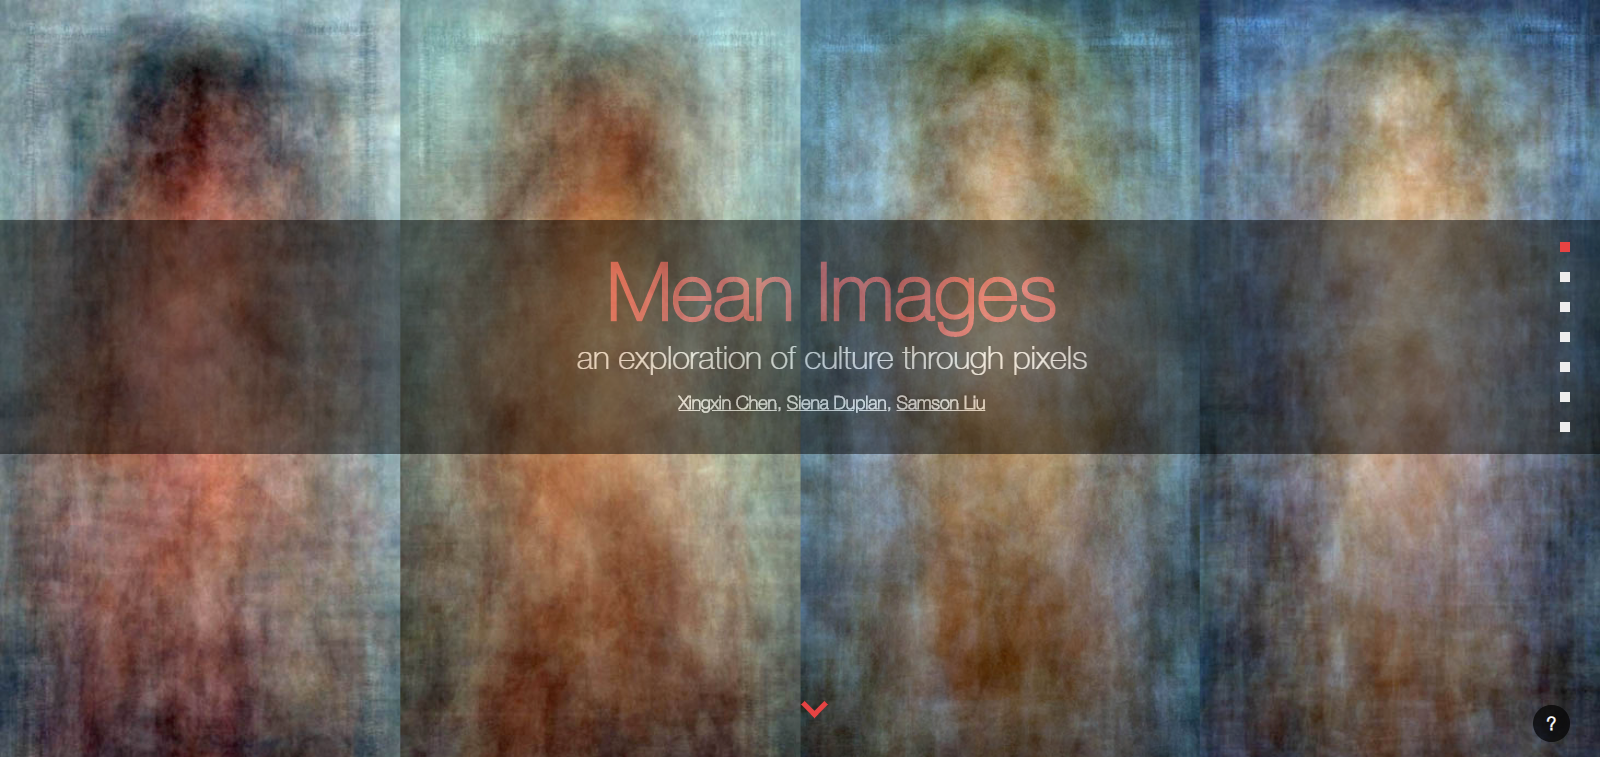 Mean Images
an exploration of culture through pixels
Xingxin Chen, Siena Duplan, Samson Liu
?